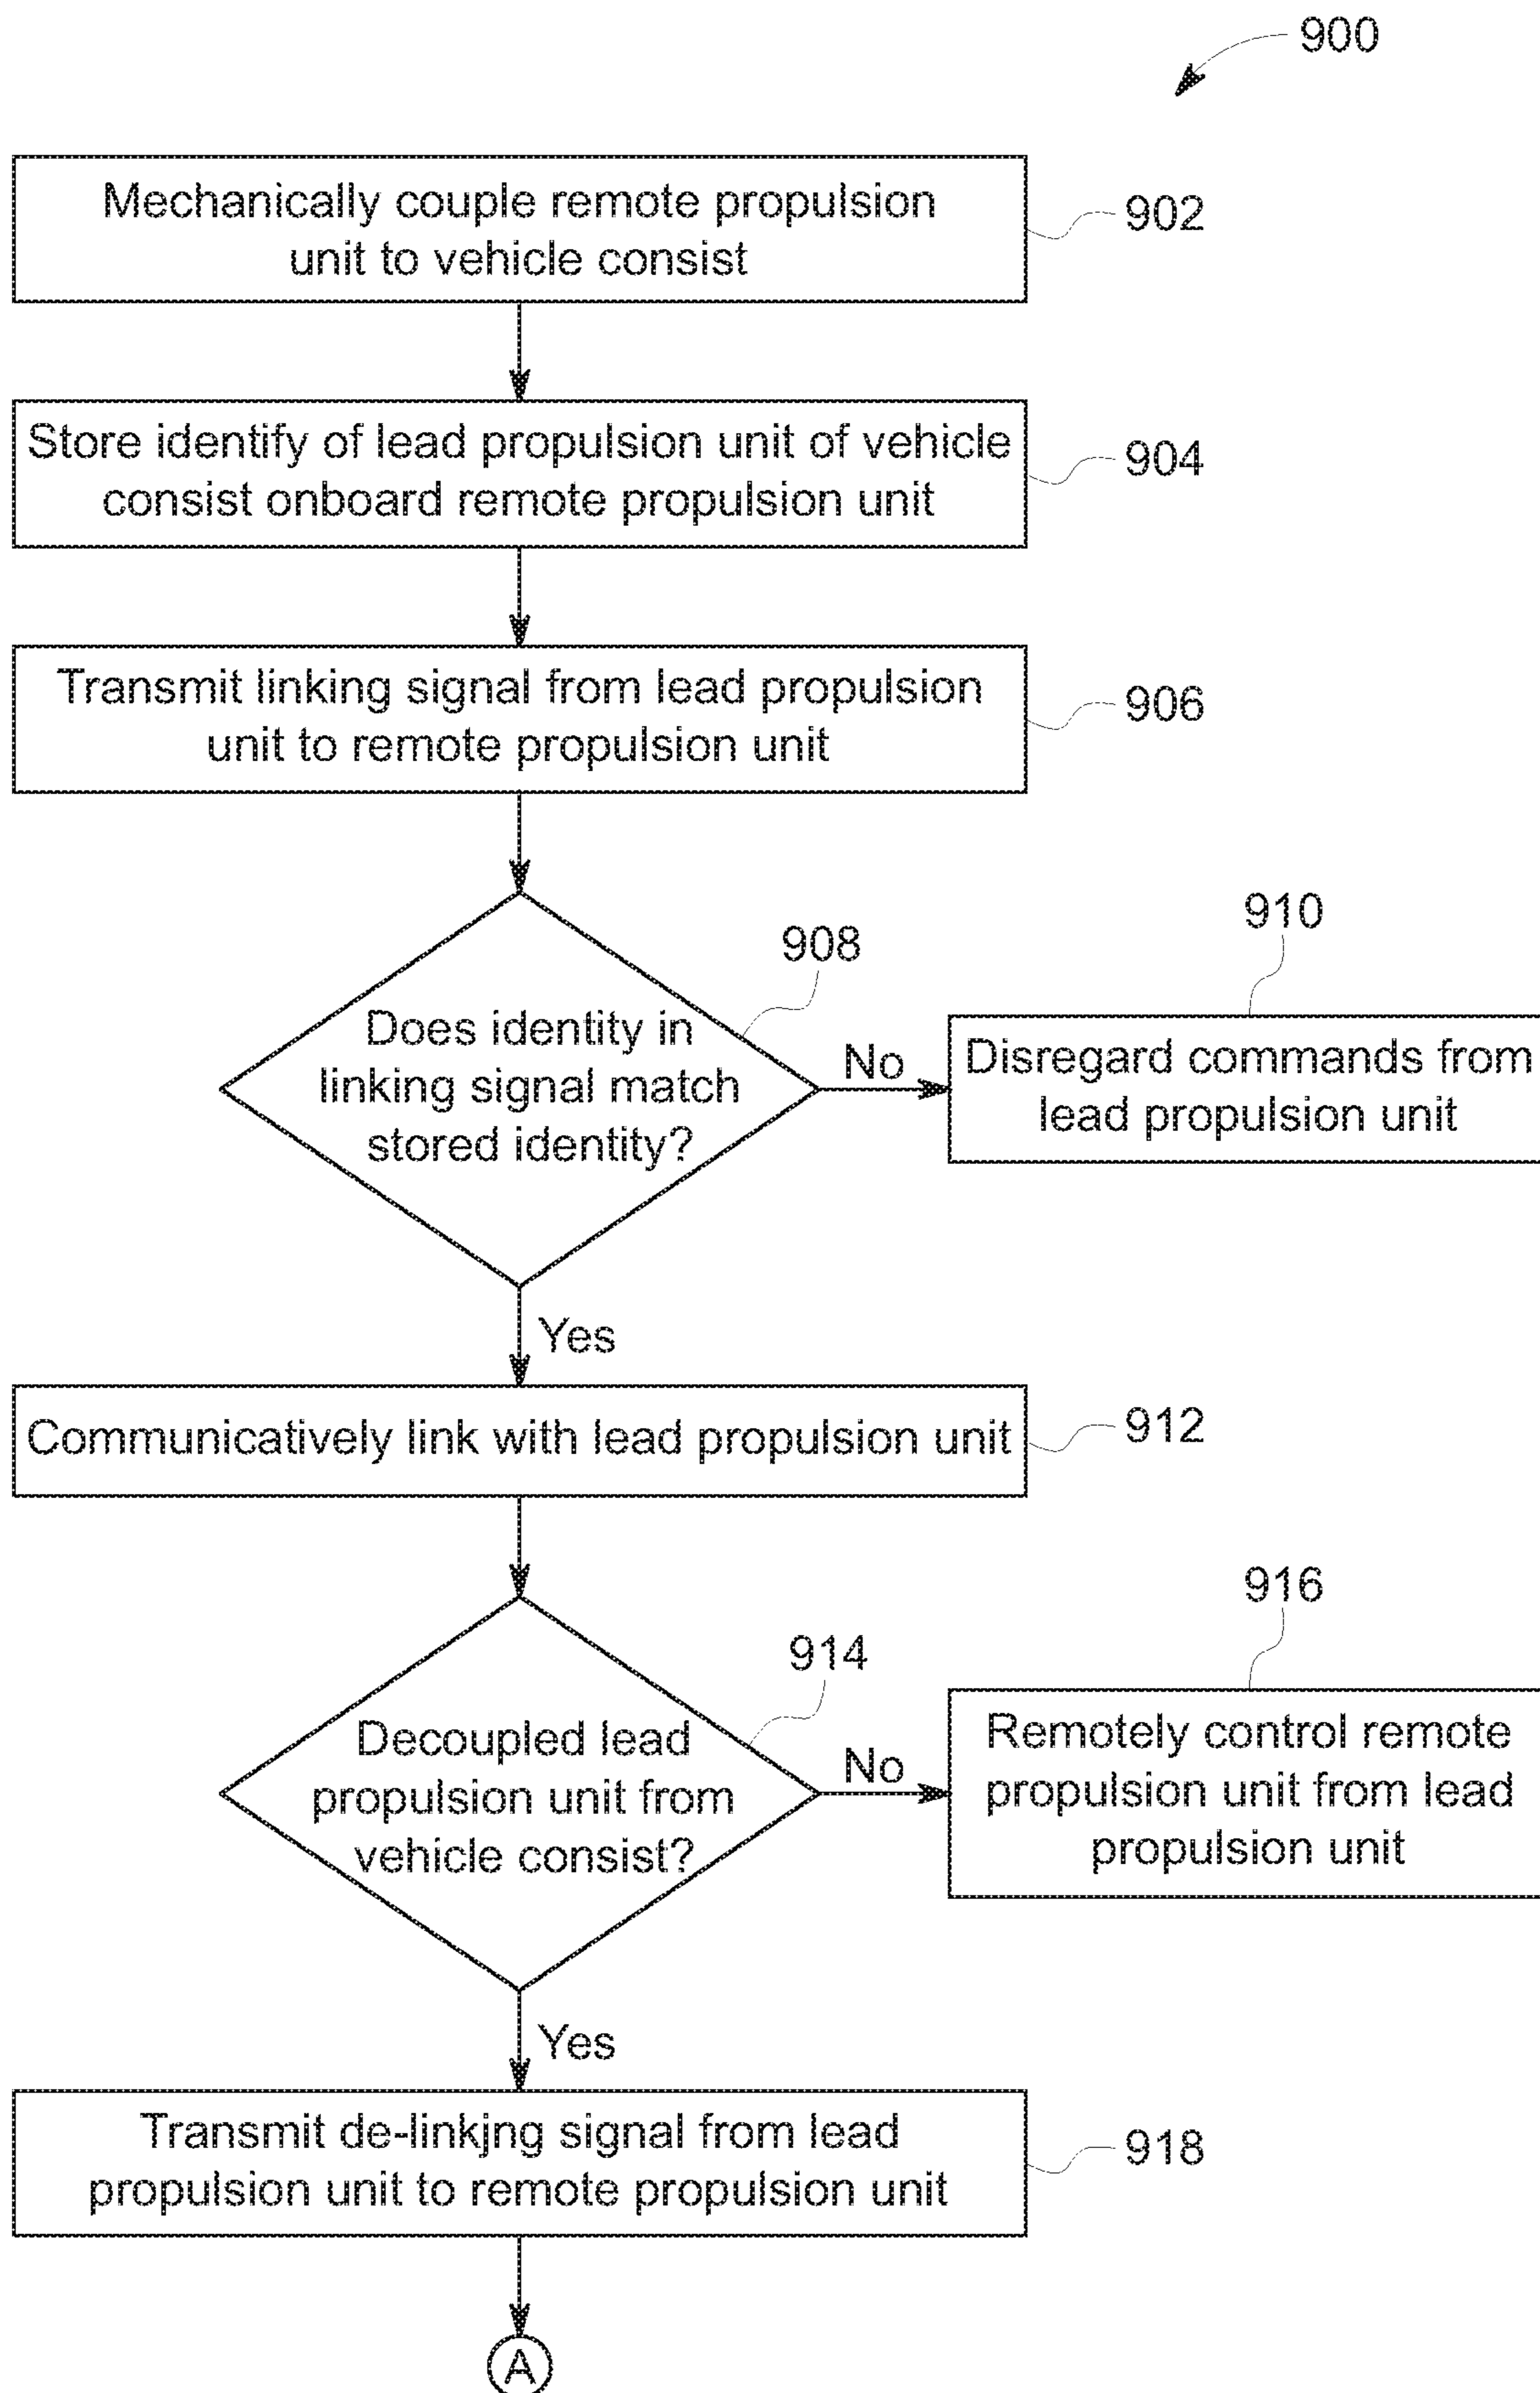 900
Mechanically couple remote propulsion
unit to vehicle consist
902
Store identify of lead propulsion unit of vehicle
consist onboard remote propulsion unit
904
Transmit linking signal from lead propulsion
unit to remote propulsion unit
906
Does identity in
linking signal match
stored identity?
908
No
910
Disregard commands from
lead propulsion unit
Yes
Communicatively link with lead propulsion unit
912
Decoupled lead
propulsion unit from
vehicle consist?
914
No
916
Remotely control remote
propulsion unit from lead
propulsion unit
Yes
Transmit de-linkjng signal from lead
propulsion unit to remote propulsion unit
918
A